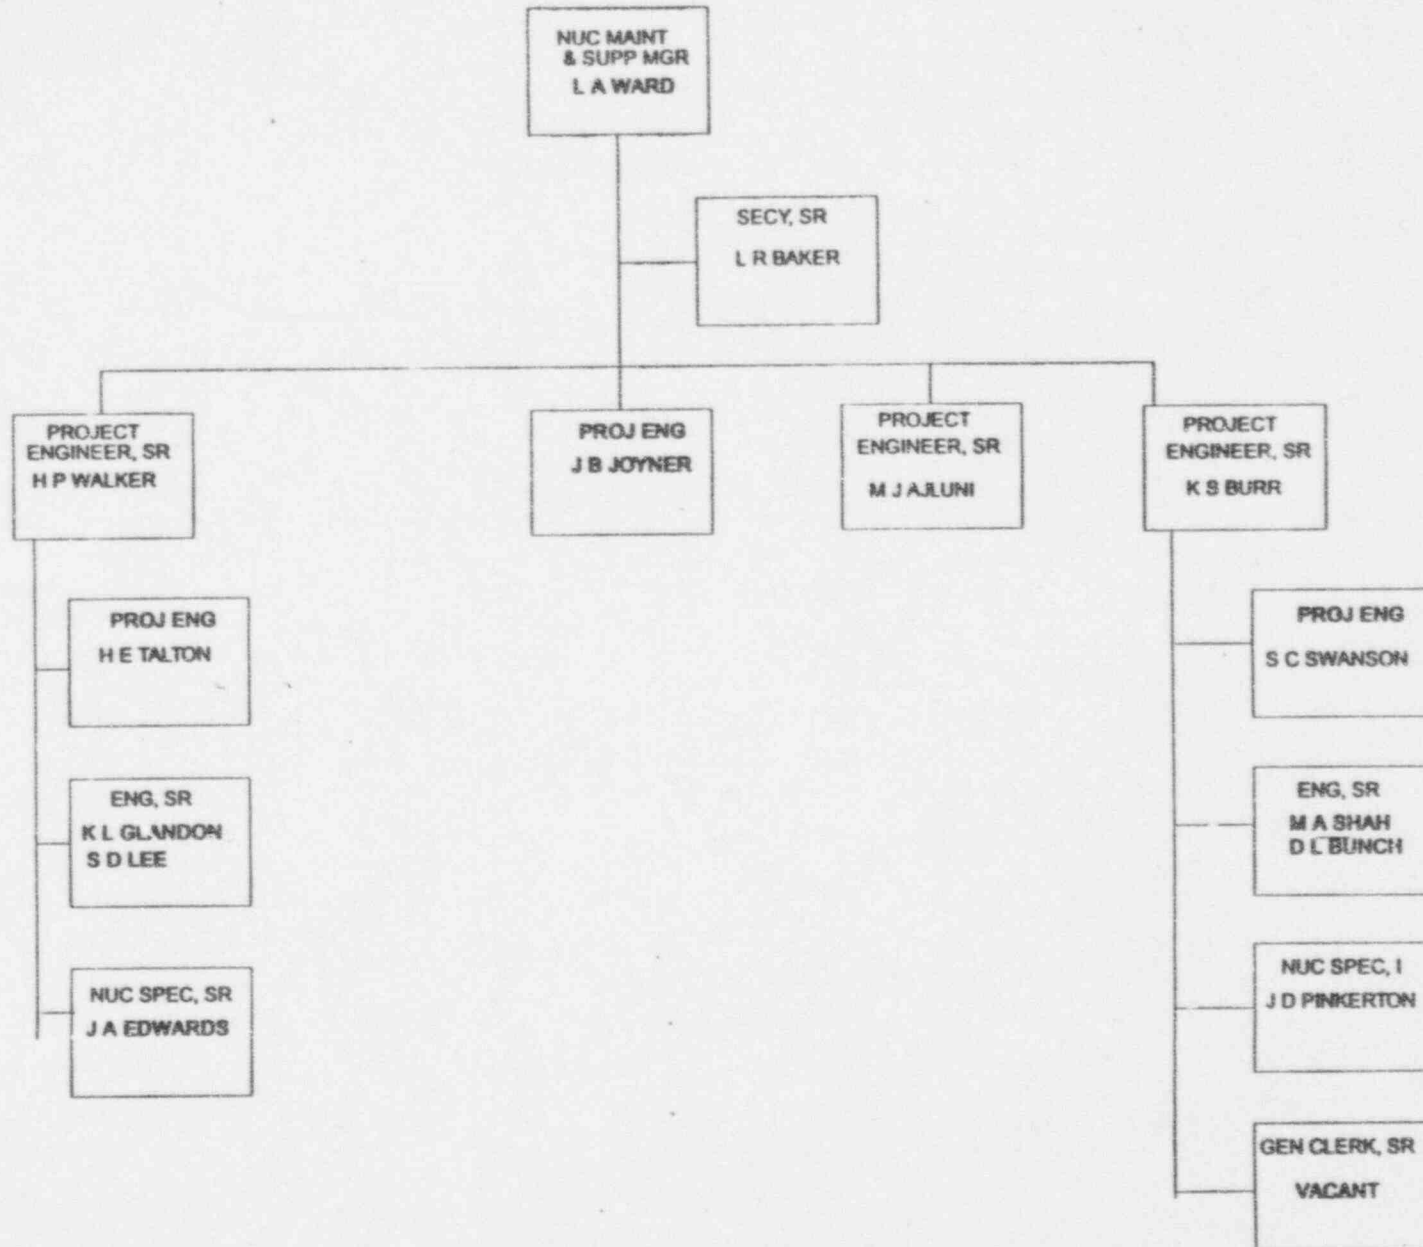 NUC MAINT
& SUPP MGR
L A WARD
SECY, SR
L R BAKER
PROJECT
ENGINEER, SR
H P WALKER
PROJ ENG
J B JOYNER
PROJECT
ENGINEER, SR
M J AJLUNI
PROJECT
ENGINEER, SR
K S BURR
PROJ ENG
H E TALTON
ENG, SR
K L GLANDON
S D LEE
NUC SPEC, SR
J A EDWARDS
PROJ ENG
S C SWANSON
ENG, SR
M A SHAH
D L BUNCH
NUC SPEC, I
J D PINKERTON
GEN CLERK, SR
VACANT